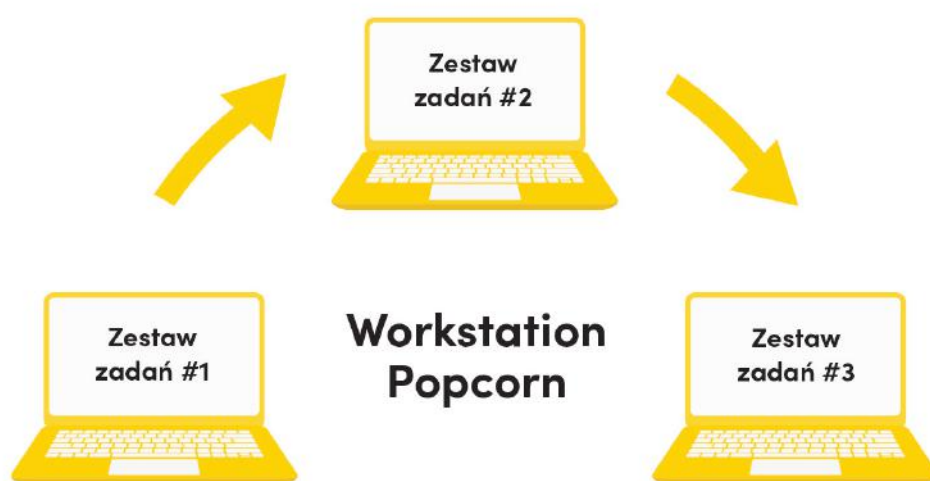 Zestaw
zadań #2
Zestaw
zadań #1
Workstation
Popcorn
Zestaw
zadań #3